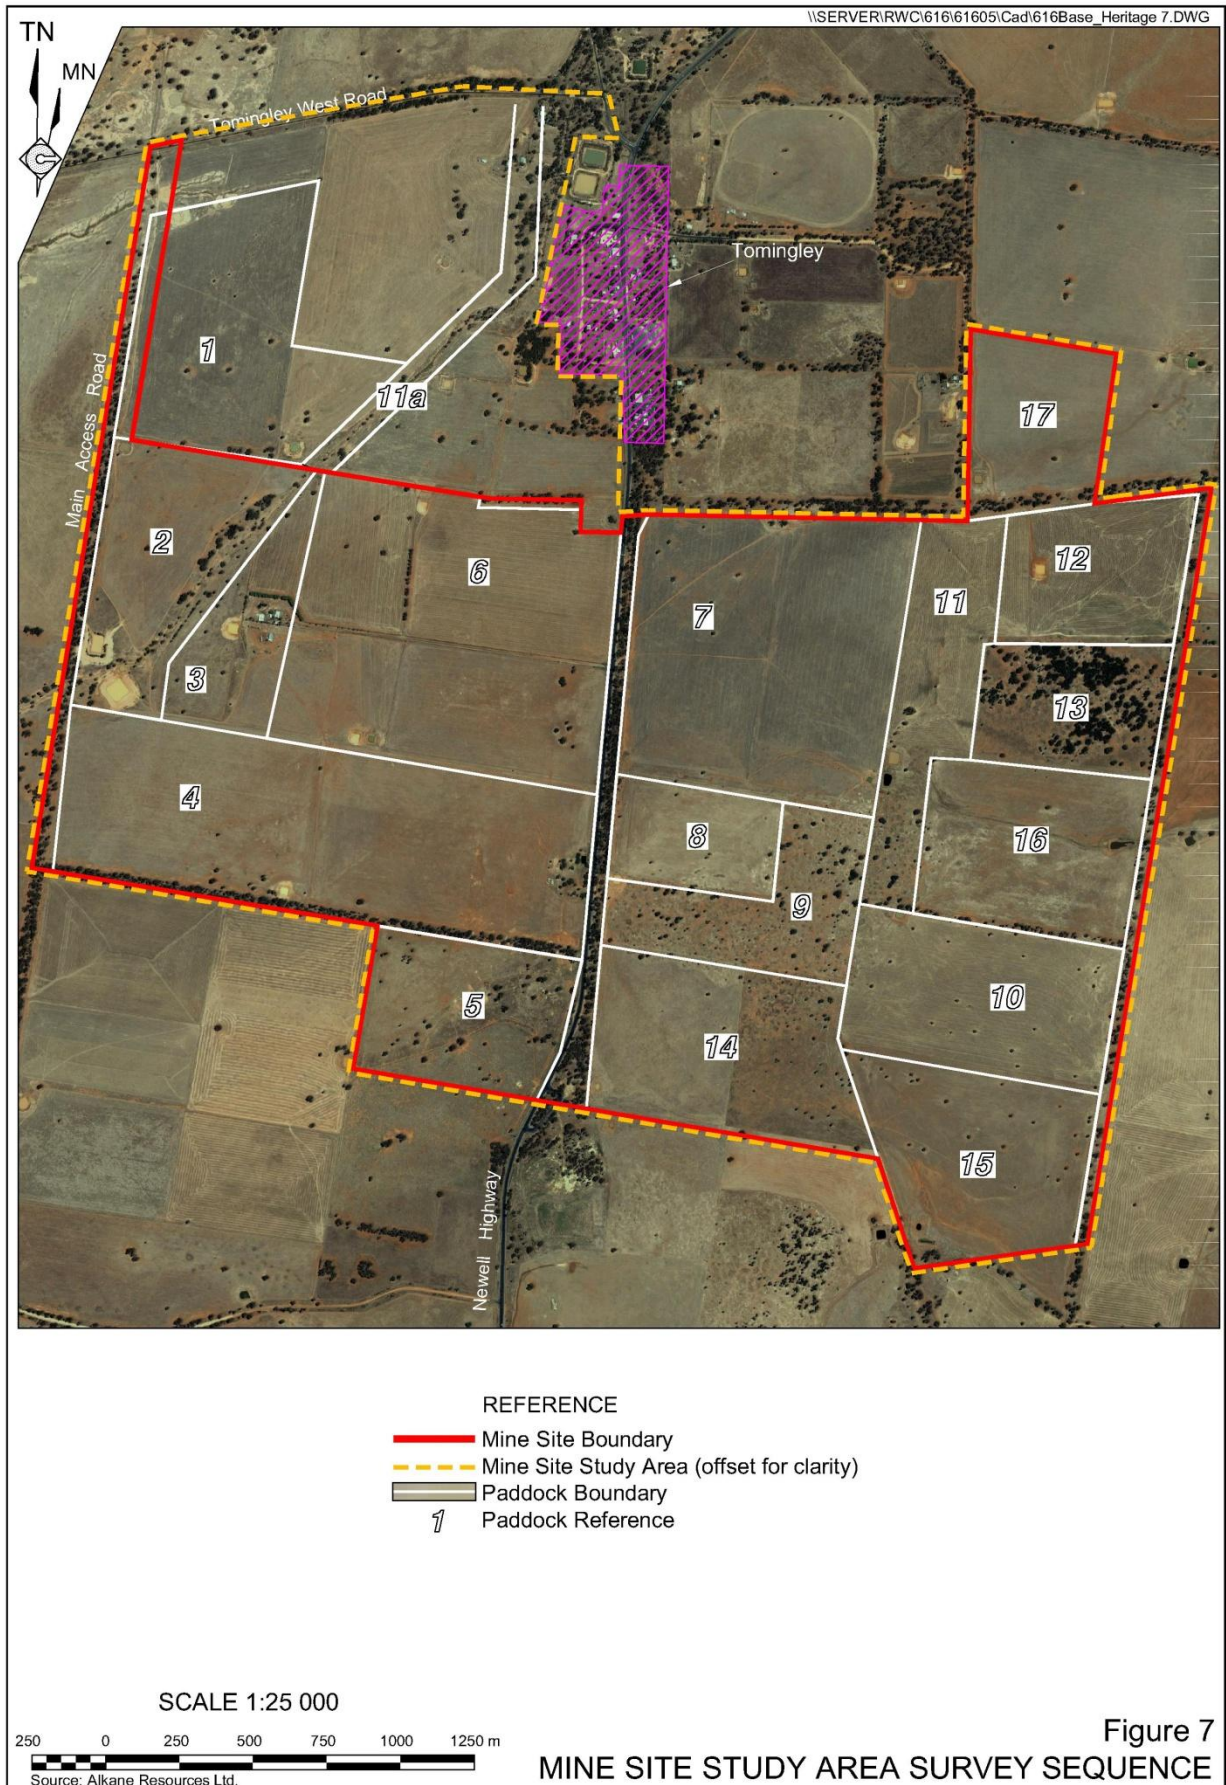 \\SERVER\RWC\616\61605\Cad\616Base_Heritage 7.DWG
TN
MN
Tomingley West Road
Tomingley
Main Access Road
1
11a
17
2
6
7
11
12
3
13
4
8
16
9
5
10
14
15
Newell Highway
REFERENCE
Mine Site Boundary
Mine Site Study Area (offset for clarity)
Paddock Boundary
1 Paddock Reference
SCALE 1:25 000
250 0 250 500 750 1000 1250 m
Source: Alkane Resources Ltd.
Figure 7
MINE SITE STUDY AREA SURVEY SEQUENCE